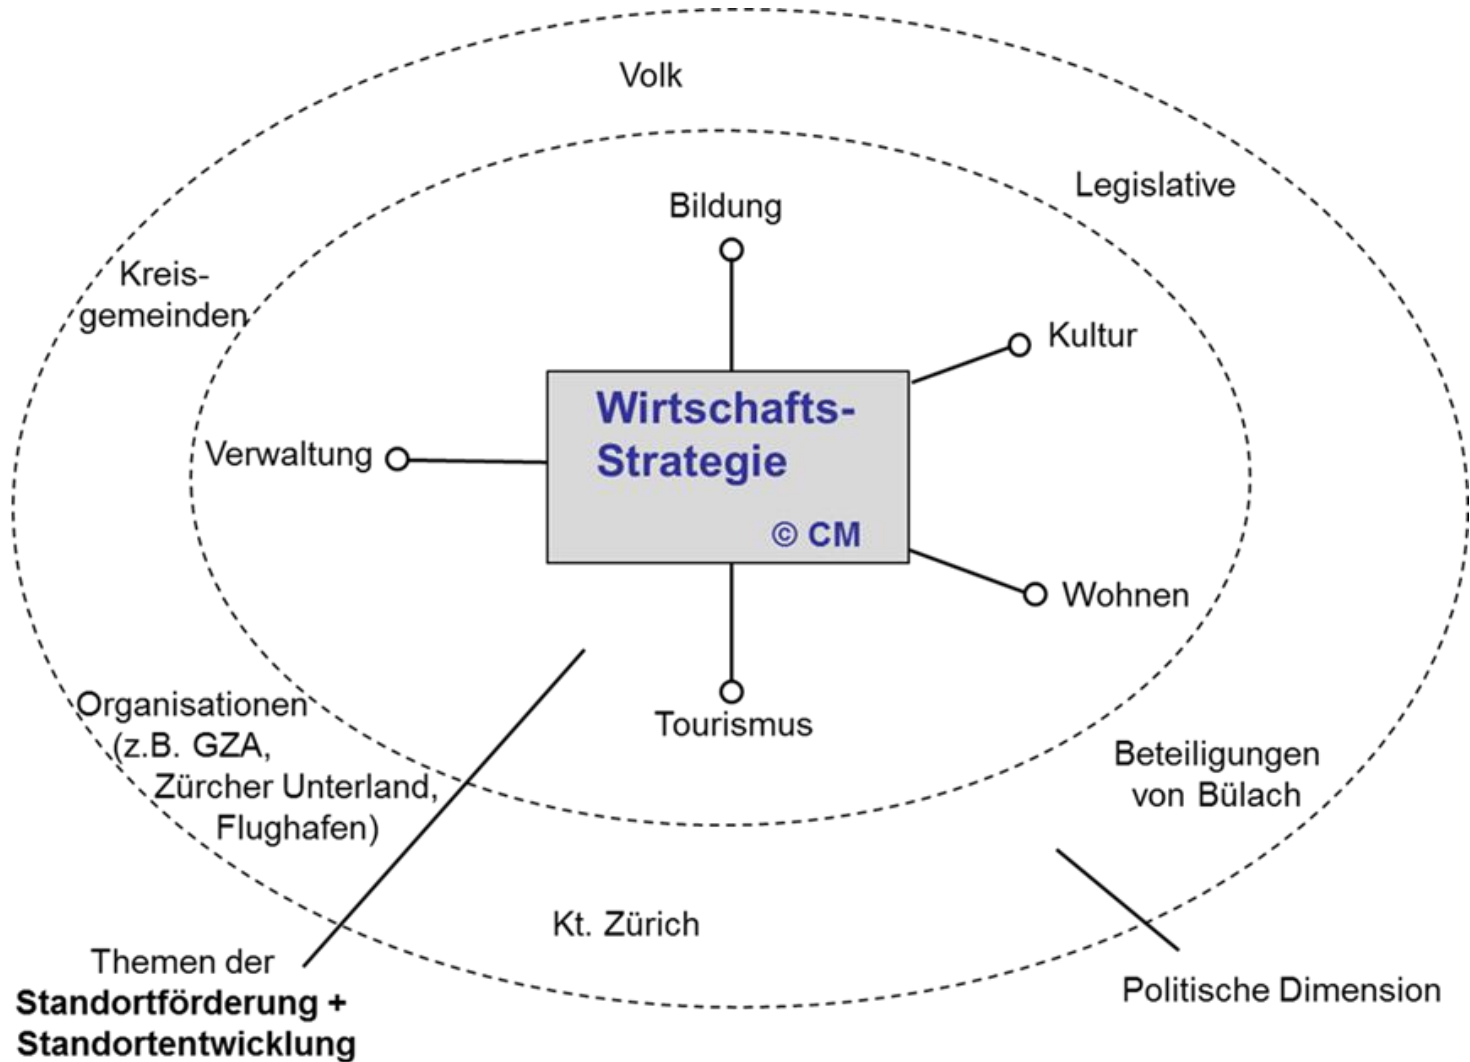 Volk
Legislative
Bildung
Kreis-
gemeinden
Kultur
Wirtschafts-
Strategie
© CM
Verwaltung
Wohnen
Tourismus
Organisationen
(z.B. GZA,
Zürcher Unterland,
Flughafen)
Beteiligungen
von Bülach
Kt. Zürich
Themen der
Standortförderung +
Standortentwicklung
Politische Dimension